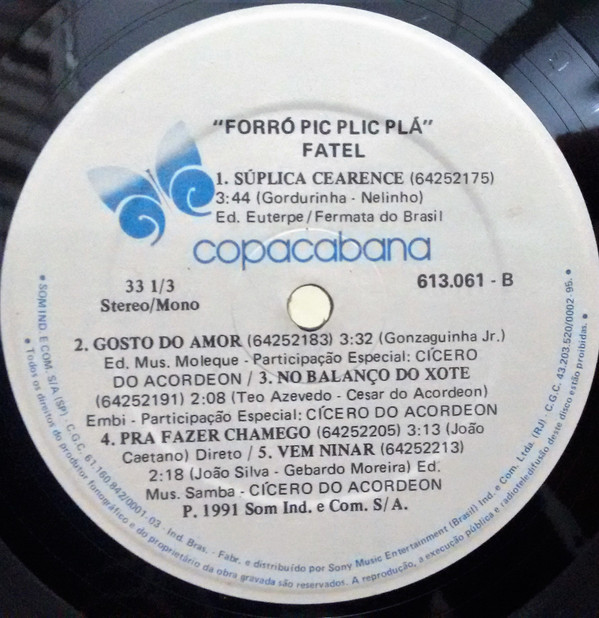 "FORRÓ PIC PLIC PLÁ"
FATEL
1. SÚPLICA CEARENCE (64252175)
3:44 (Gordurinha - Nelinho)
Ed. Euterpe/Fermata do Brasil
copacabana
33 1/3
Stereo/Mono
613.061 - B
2. GOSTO DO AMOR (64252183) 3:32 (Gonzaguinha Jr.)
Ed. Mus. Moleque - Participação Especial: CÍCERO
DO ACORDEON / 3. NO BALANÇO DO XOTE
(64252191) 2:08 (Teo Azevedo - Cesar do Acordeon)
Embi - Participação Especial: CÍCERO DO ACORDEON
4. PRA FAZER CHAMEGO (64252205) 3:13 (João
Caetano) Direto / 5. VEM NINAR (64252213)
2:18 (João Silva - Gebardo Moreira) Ed.
Mus. Samba - CÍCERO DO ACORDEON
P. 1991 Som Ind. e Com. S/A.
• SOM IND. E COM. S/A (SP) - C.G.C. 61.160.842/0001-03 - Ind. Bras. - Fabr. e distribuído por Sony Music Entertainment (Brasil) Ind. e Com. Ltda. (RJ) - C.G.C. 43.203.520/0002-95. •
• Todos os direitos do produtor fonográfico e do proprietário da obra gravada são reservados. A reprodução, a execução pública e radioteledifusão deste disco estão proibidas. •